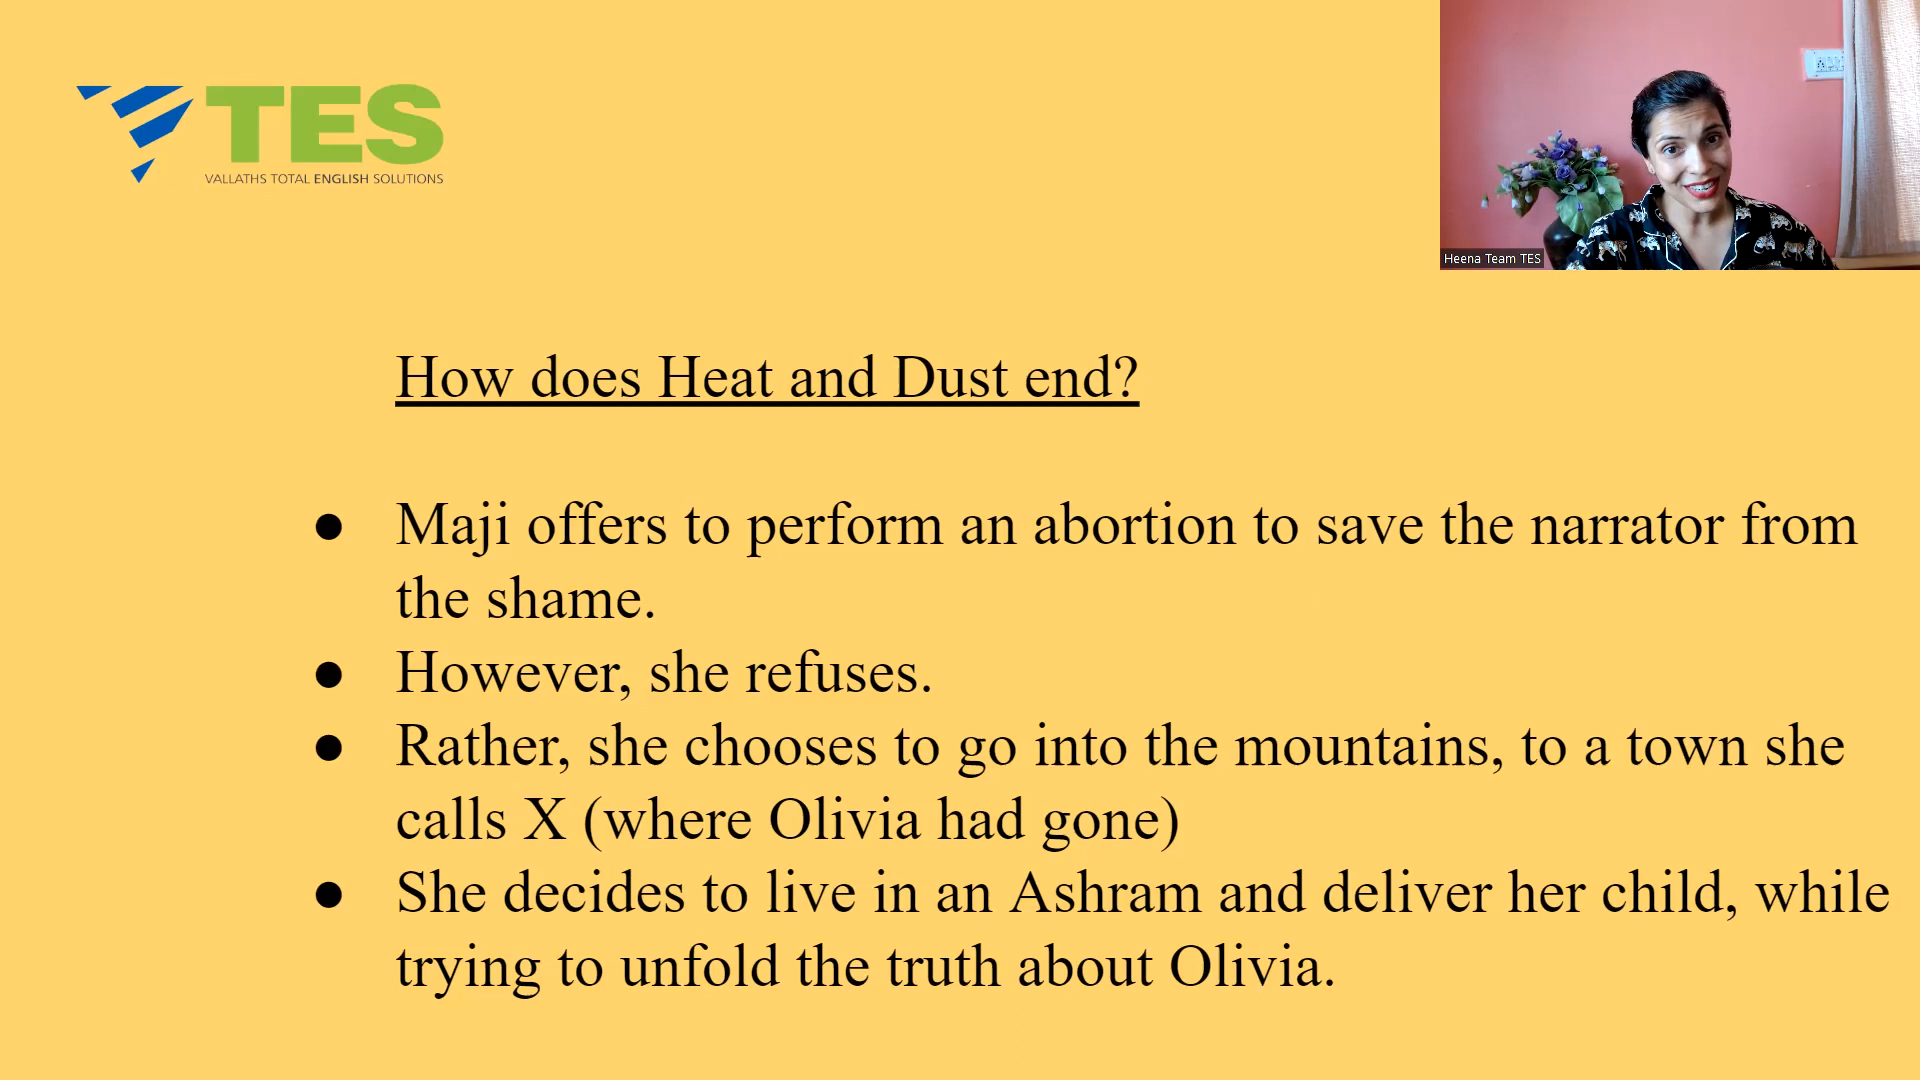 TES
VALLATHS TOTAL ENGLISH SOLUTIONS
Heena Team TES
How does Heat and Dust end?
● Maji offers to perform an abortion to save the narrator from
the shame.
● However, she refuses.
● Rather, she chooses to go into the mountains, to a town she
calls X (where Olivia had gone)
● She decides to live in an Ashram and deliver her child, while
trying to unfold the truth about Olivia.